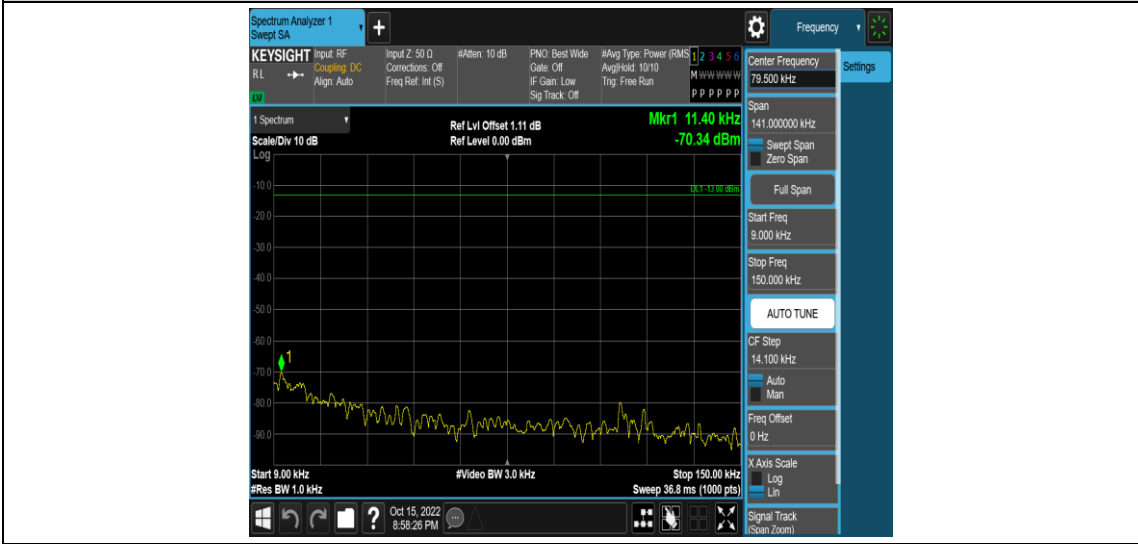 Spectrum Analyzer 1
Swept SA
+
Frequency
KEYSIGHT
RL
LNI
Input: RF
Coupling: DC
Align: Auto
Input Z: 50 Ω
Corrections: Off
Freq Ref: Int (S)
#Atten: 10 dB
PNO: Best Wide
Gate: Off
IF Gain: Low
Sig Track: Off
#Avg Type: Power (RMS
Avg|Hold: 10/10
Trig: Free Run
1 2 3 4 5 6
M W W W W W
P P P P P P
1 Spectrum
Scale/Div 10 dB
Log
Ref Lvl Offset 1.11 dB
Ref Level 0.00 dBm
Mkr1 11.40 kHz
-70.34 dBm
DL1 -13.00 dBm
-10.0
-20.0
-30.0
-40.0
-50.0
-60.0
-70.0
-80.0
-90.0
1
Start 9.00 kHz
#Video BW 3.0 kHz
Stop 150.00 kHz
#Res BW 1.0 kHz
Sweep 36.8 ms (1000 pts)
?
Oct 15, 2022
8:58:26 PM
Center Frequency
79.500 kHz
Settings
Span
141.000000 kHz
Swept Span
Zero Span
Full Span
Start Freq
9.000 kHz
Stop Freq
150.000 kHz
AUTO TUNE
CF Step
14.100 kHz
Auto
Man
Freq Offset
0 Hz
X Axis Scale
Log
Lin
Signal Track
(Span Zoom)